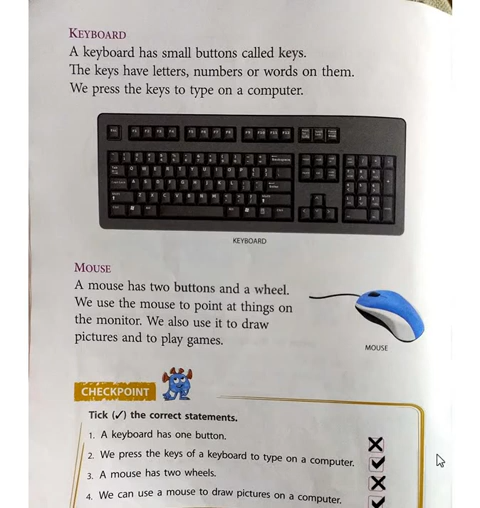 KEYBOARD
A keyboard has small buttons called keys.
The keys have letters, numbers or words on them.
We press the keys to type on a computer.
KEYBOARD
MOUSE
A mouse has two buttons and a wheel.
We use the mouse to point at things on
the monitor. We also use it to draw
pictures and to play games.
MOUSE
CHECKPOINT
Tick (✓) the correct statements.
1. A keyboard has one button. ✗
2. We press the keys of a keyboard to type on a computer. ✓
3. A mouse has two wheels. ✗
4. We can use a mouse to draw pictures on a computer. ✓